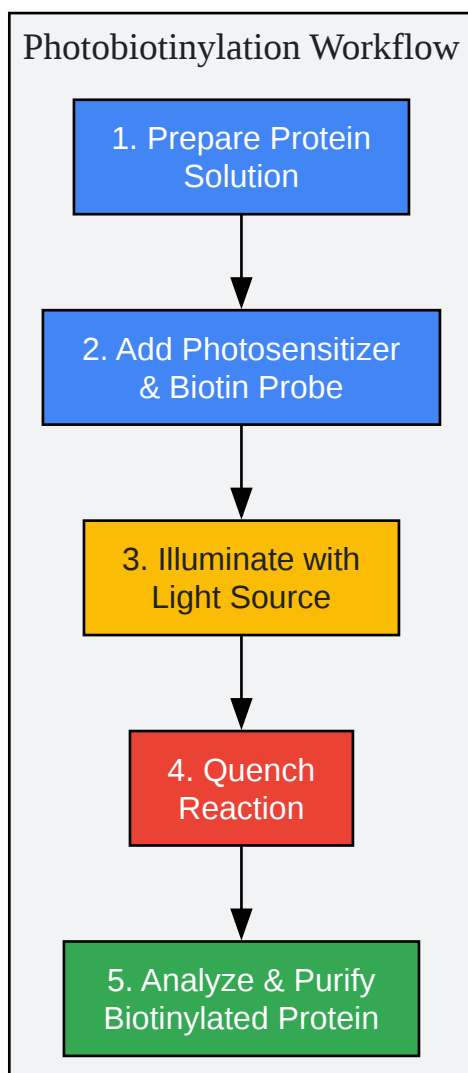 Photobiotinylation Workflow
1. Prepare Protein
Solution
2. Add Photosensitizer
& Biotin Probe
3. Illuminate with
Light Source
4. Quench
Reaction
5. Analyze & Purify
Biotinylated Protein